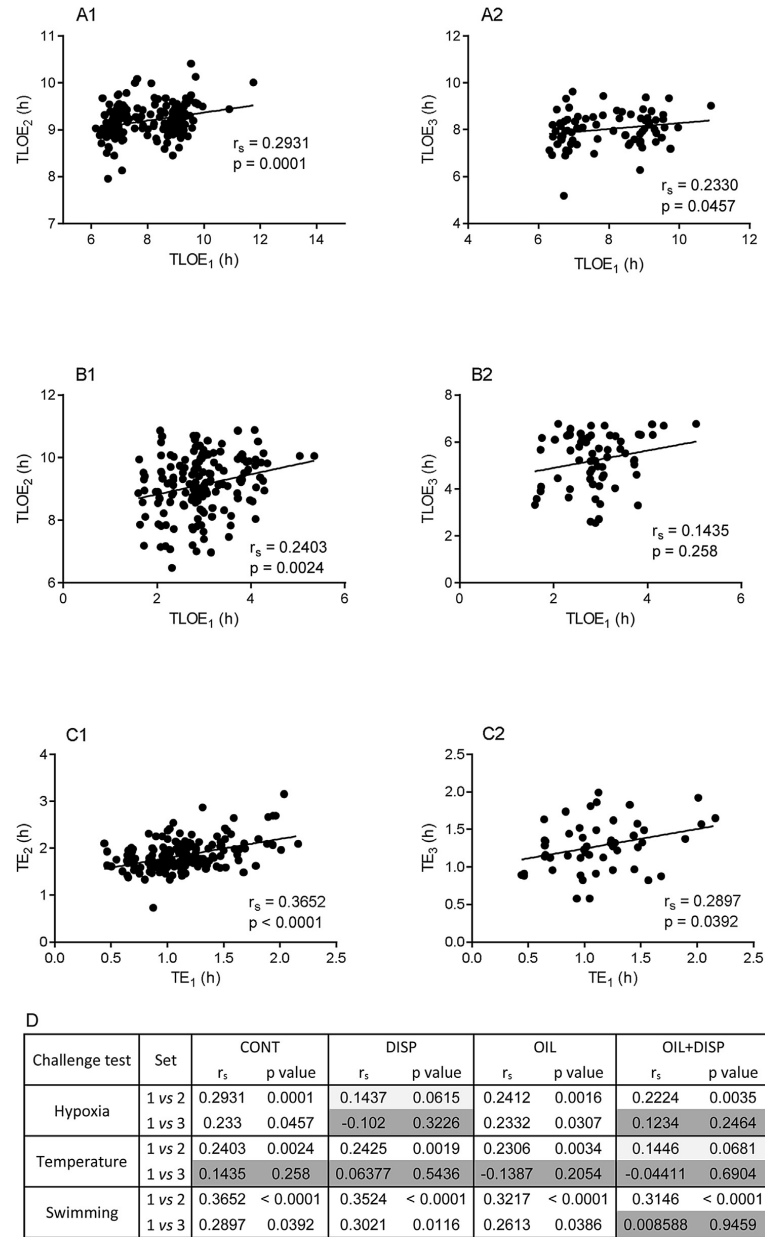 A1
11
10
9
8
7
6 8 10 12 14
TLOE2 (h)
TLOE1 (h)
rs = 0.2931
p = 0.0001
A2
12
10
8
6
4
4 6 8 10 12
TLOE3 (h)
TLOE1 (h)
rs = 0.2330
p = 0.0457
B1
12
10
8
6
0 2 4 6
TLOE2 (h)
TLOE1 (h)
rs = 0.2403
p = 0.0024
B2
8
6
4
2
0
0 2 4 6
TLOE3 (h)
TLOE1 (h)
rs = 0.1435
p = 0.258
C1
4
3
2
1
0
0.0 0.5 1.0 1.5 2.0 2.5
TE2 (h)
TE1 (h)
rs = 0.3652
p < 0.0001
C2
2.5
2.0
1.5
1.0
0.5
0.0
0.0 0.5 1.0 1.5 2.0 2.5
TE3 (h)
TE1 (h)
rs = 0.2897
p = 0.0392
D
Challenge test Set CONT DISP OIL OIL+DISP
rs p value rs p value rs p value rs p value
Hypoxia
1 vs 2 0.2931 0.0001 0.1437 0.0615 0.2412 0.0016 0.2224 0.0035
1 vs 3 0.233 0.0457 -0.102 0.3226 0.2332 0.0307 0.1234 0.2464
Temperature
1 vs 2 0.2403 0.0024 0.2425 0.0019 0.2306 0.0034 0.1446 0.0681
1 vs 3 0.1435 0.258 0.06377 0.5436 -0.1387 0.2054 -0.04411 0.6904
Swimming
1 vs 2 0.3652 < 0.0001 0.3524 < 0.0001 0.3217 < 0.0001 0.3146 < 0.0001
1 vs 3 0.2897 0.0392 0.3021 0.0116 0.2613 0.0386 0.008588 0.9459